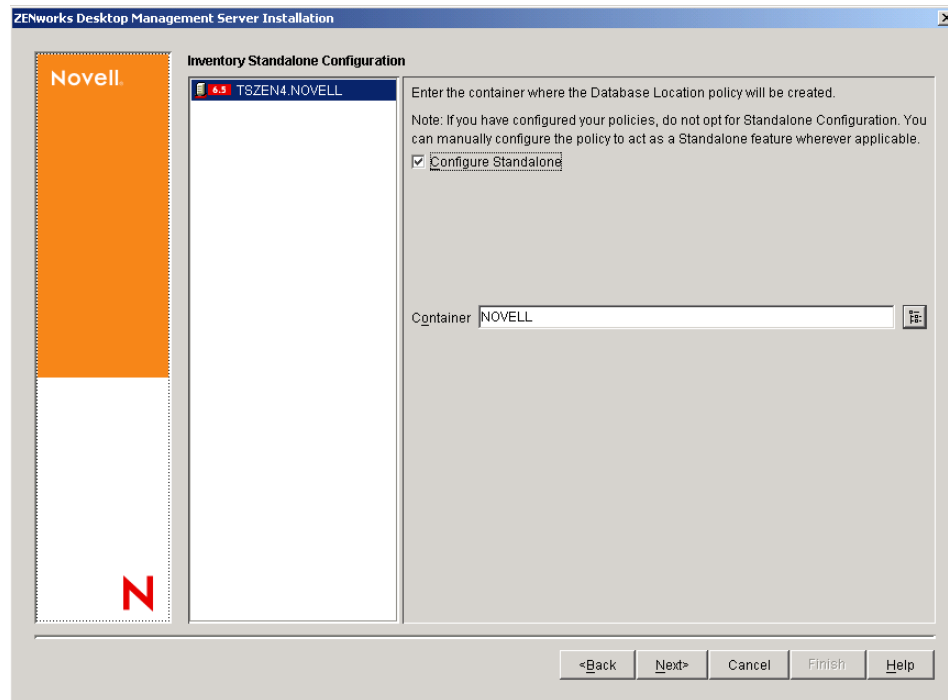 ZENworks Desktop Management Server Installation
Novell.
Inventory Standalone Configuration
6.5 TSZEN4.NOVELL
Enter the container where the Database Location policy will be created.
Note: If you have configured your policies, do not opt for Standalone Configuration. You
can manually configure the policy to act as a Standalone feature wherever applicable.
Configure Standalone
Container NOVELL
N
<Back Next> Cancel Finish Help